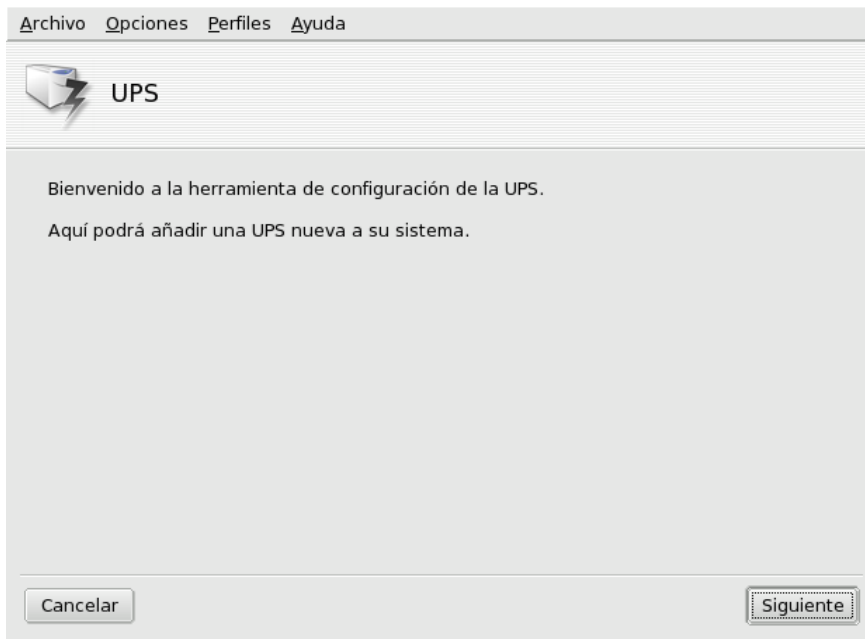 Archivo Opciones Perfiles Ayuda
UPS
Bienvenido a la herramienta de configuración de la UPS.
Aquí podrá añadir una UPS nueva a su sistema.
Cancelar Siguiente